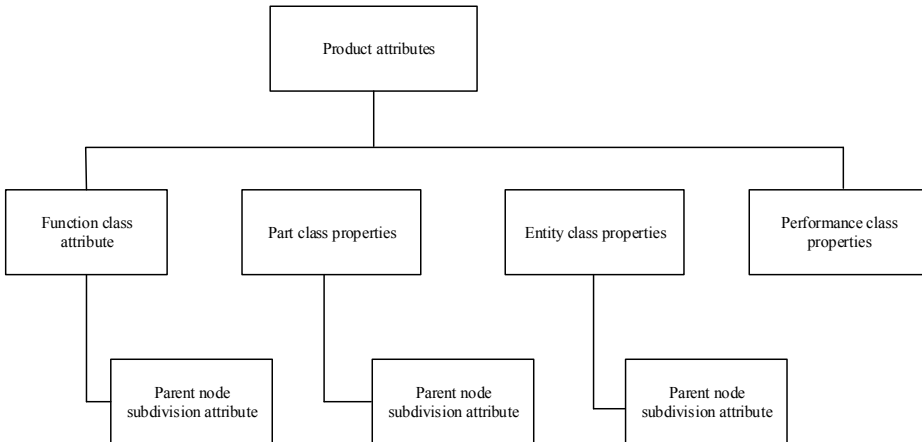 Product attributes
Function class
attribute
Part class properties
Entity class properties
Performance class
properties
Parent node
subdivision attribute
Parent node
subdivision attribute
Parent node
subdivision attribute